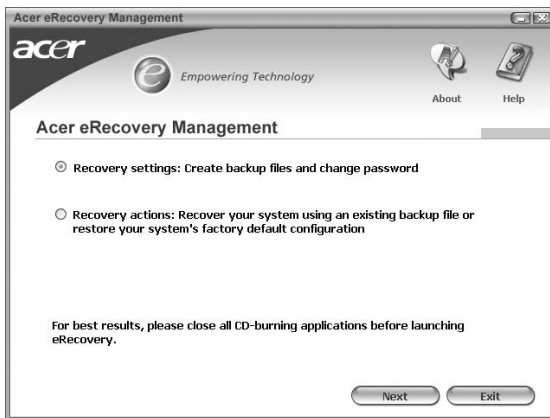 Acer eRecovery Management
acer
e
Empowering Technology
About
Help
Acer eRecovery Management
Recovery settings: Create backup files and change password
Recovery actions: Recover your system using an existing backup file or
restore your system's factory default configuration
For best results, please close all CD-burning applications before launching
eRecovery.
Next
Exit